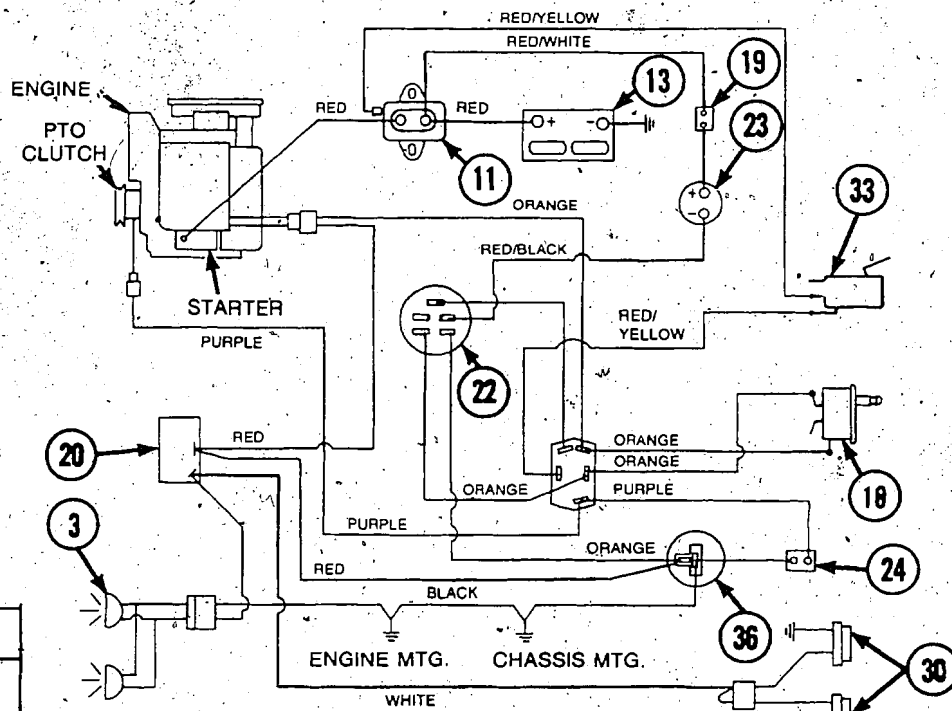 RED/YELLOW
RED/WHITE
ENGINE
PTO
CLUTCH
RED
0
RED
+
-
13
19
23
0
11
ORANGE
+
-
33
RED/BLACK
STARTER
PURPLE
22
RED/
YELLOW
20
RED
ORANGE
ORANGE
18
ORANGE
PURPLE
3
PURPLE
ORANGE
24
RED
BLACK
36
ENGINE MTG.
CHASSIS MTG.
30
WHITE